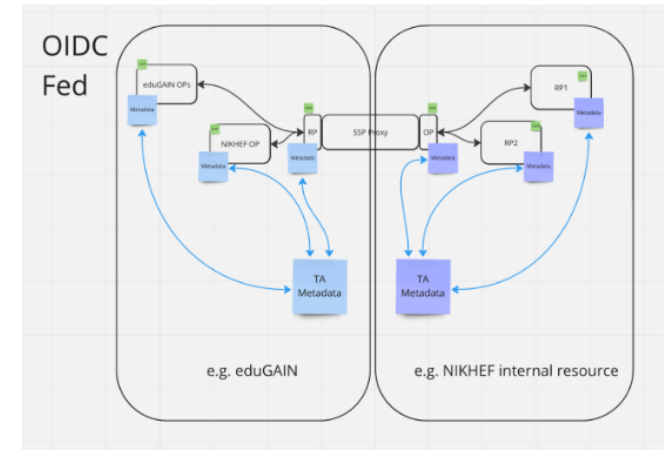 OIDC
Fed
eduGAIN OPs
Metadata
NIKHEF OP
Metadata
RP
Metadata
SSP Proxy
OP
Metadata
RP1
Metadata
RP2
Metadata
TA
Metadata
TA
Metadata
e.g. eduGAIN
e.g. NIKHEF internal resource